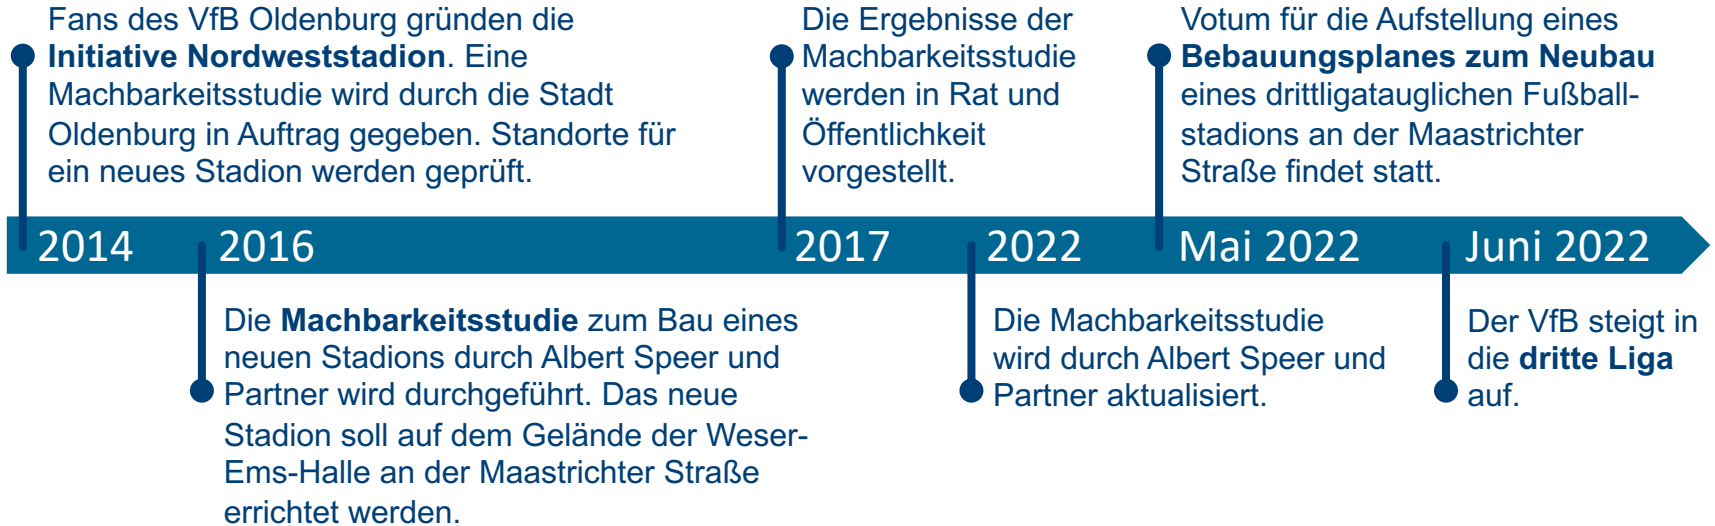 Fans des VfB Oldenburg gründen die
Initiative Nordweststadion. Eine
Machbarkeitsstudie wird durch die Stadt
Oldenburg in Auftrag gegeben. Standorte für
ein neues Stadion werden geprüft.
Die Ergebnisse der
Machbarkeitsstudie
werden in Rat und
Öffentlichkeit
vorgestellt.
Votum für die Aufstellung eines
Bebauungsplanes zum Neubau
eines drittligatauglichen Fußball-
stadions an der Maastrichter
Straße findet statt.
2014 2016 2017 2022 Mai 2022 Juni 2022
Die Machbarkeitsstudie zum Bau eines
neuen Stadions durch Albert Speer und
Partner wird durchgeführt. Das neue
Stadion soll auf dem Gelände der Weser-
Ems-Halle an der Maastrichter Straße
errichtet werden.
Die Machbarkeitsstudie
wird durch Albert Speer und
Partner aktualisiert.
Der VfB steigt in
die dritte Liga
auf.